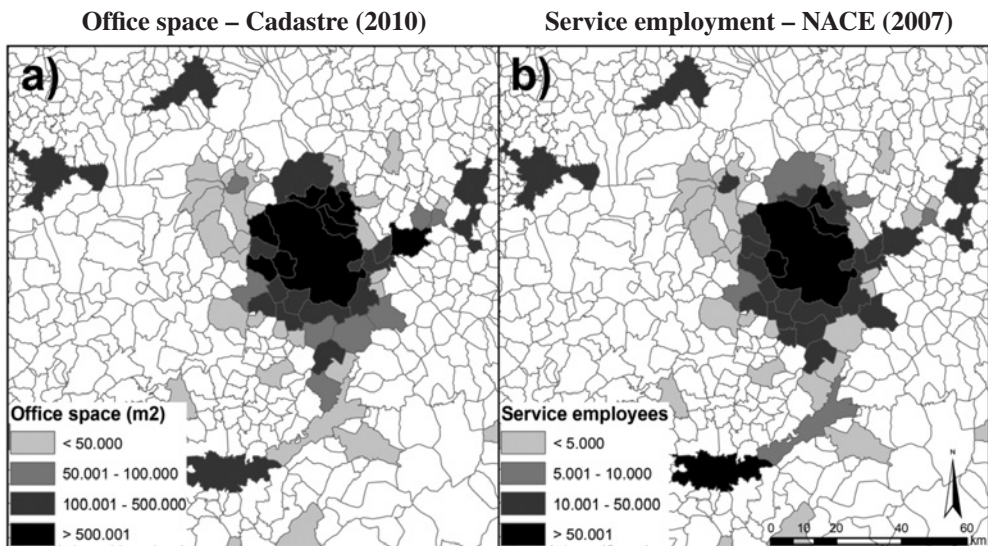 Office space – Cadastre (2010)
Service employment – NACE (2007)
a)
b)
Office space (m2)
< 50.000
50.001 - 100.000
100.001 - 500.000
> 500.001
Service employees
< 5.000
5.001 - 10.000
10.001 - 50.000
> 50.001
N
0 10 20 40 60
km